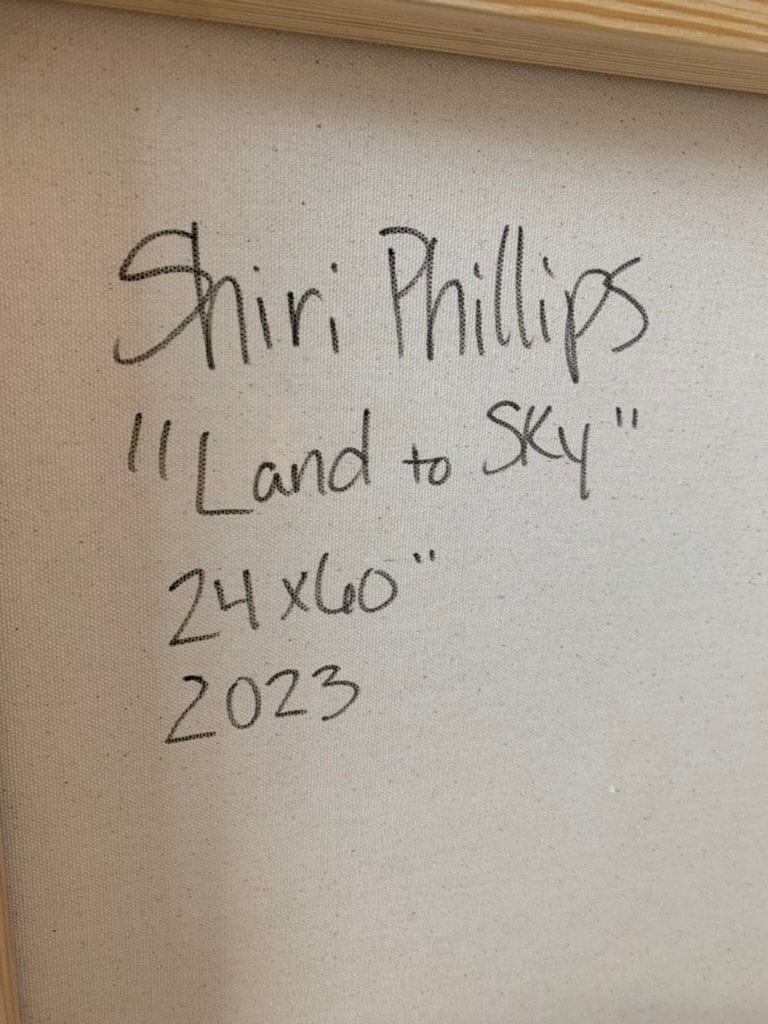 Shiri Phillips
"Land to Sky"
24x60"
2023